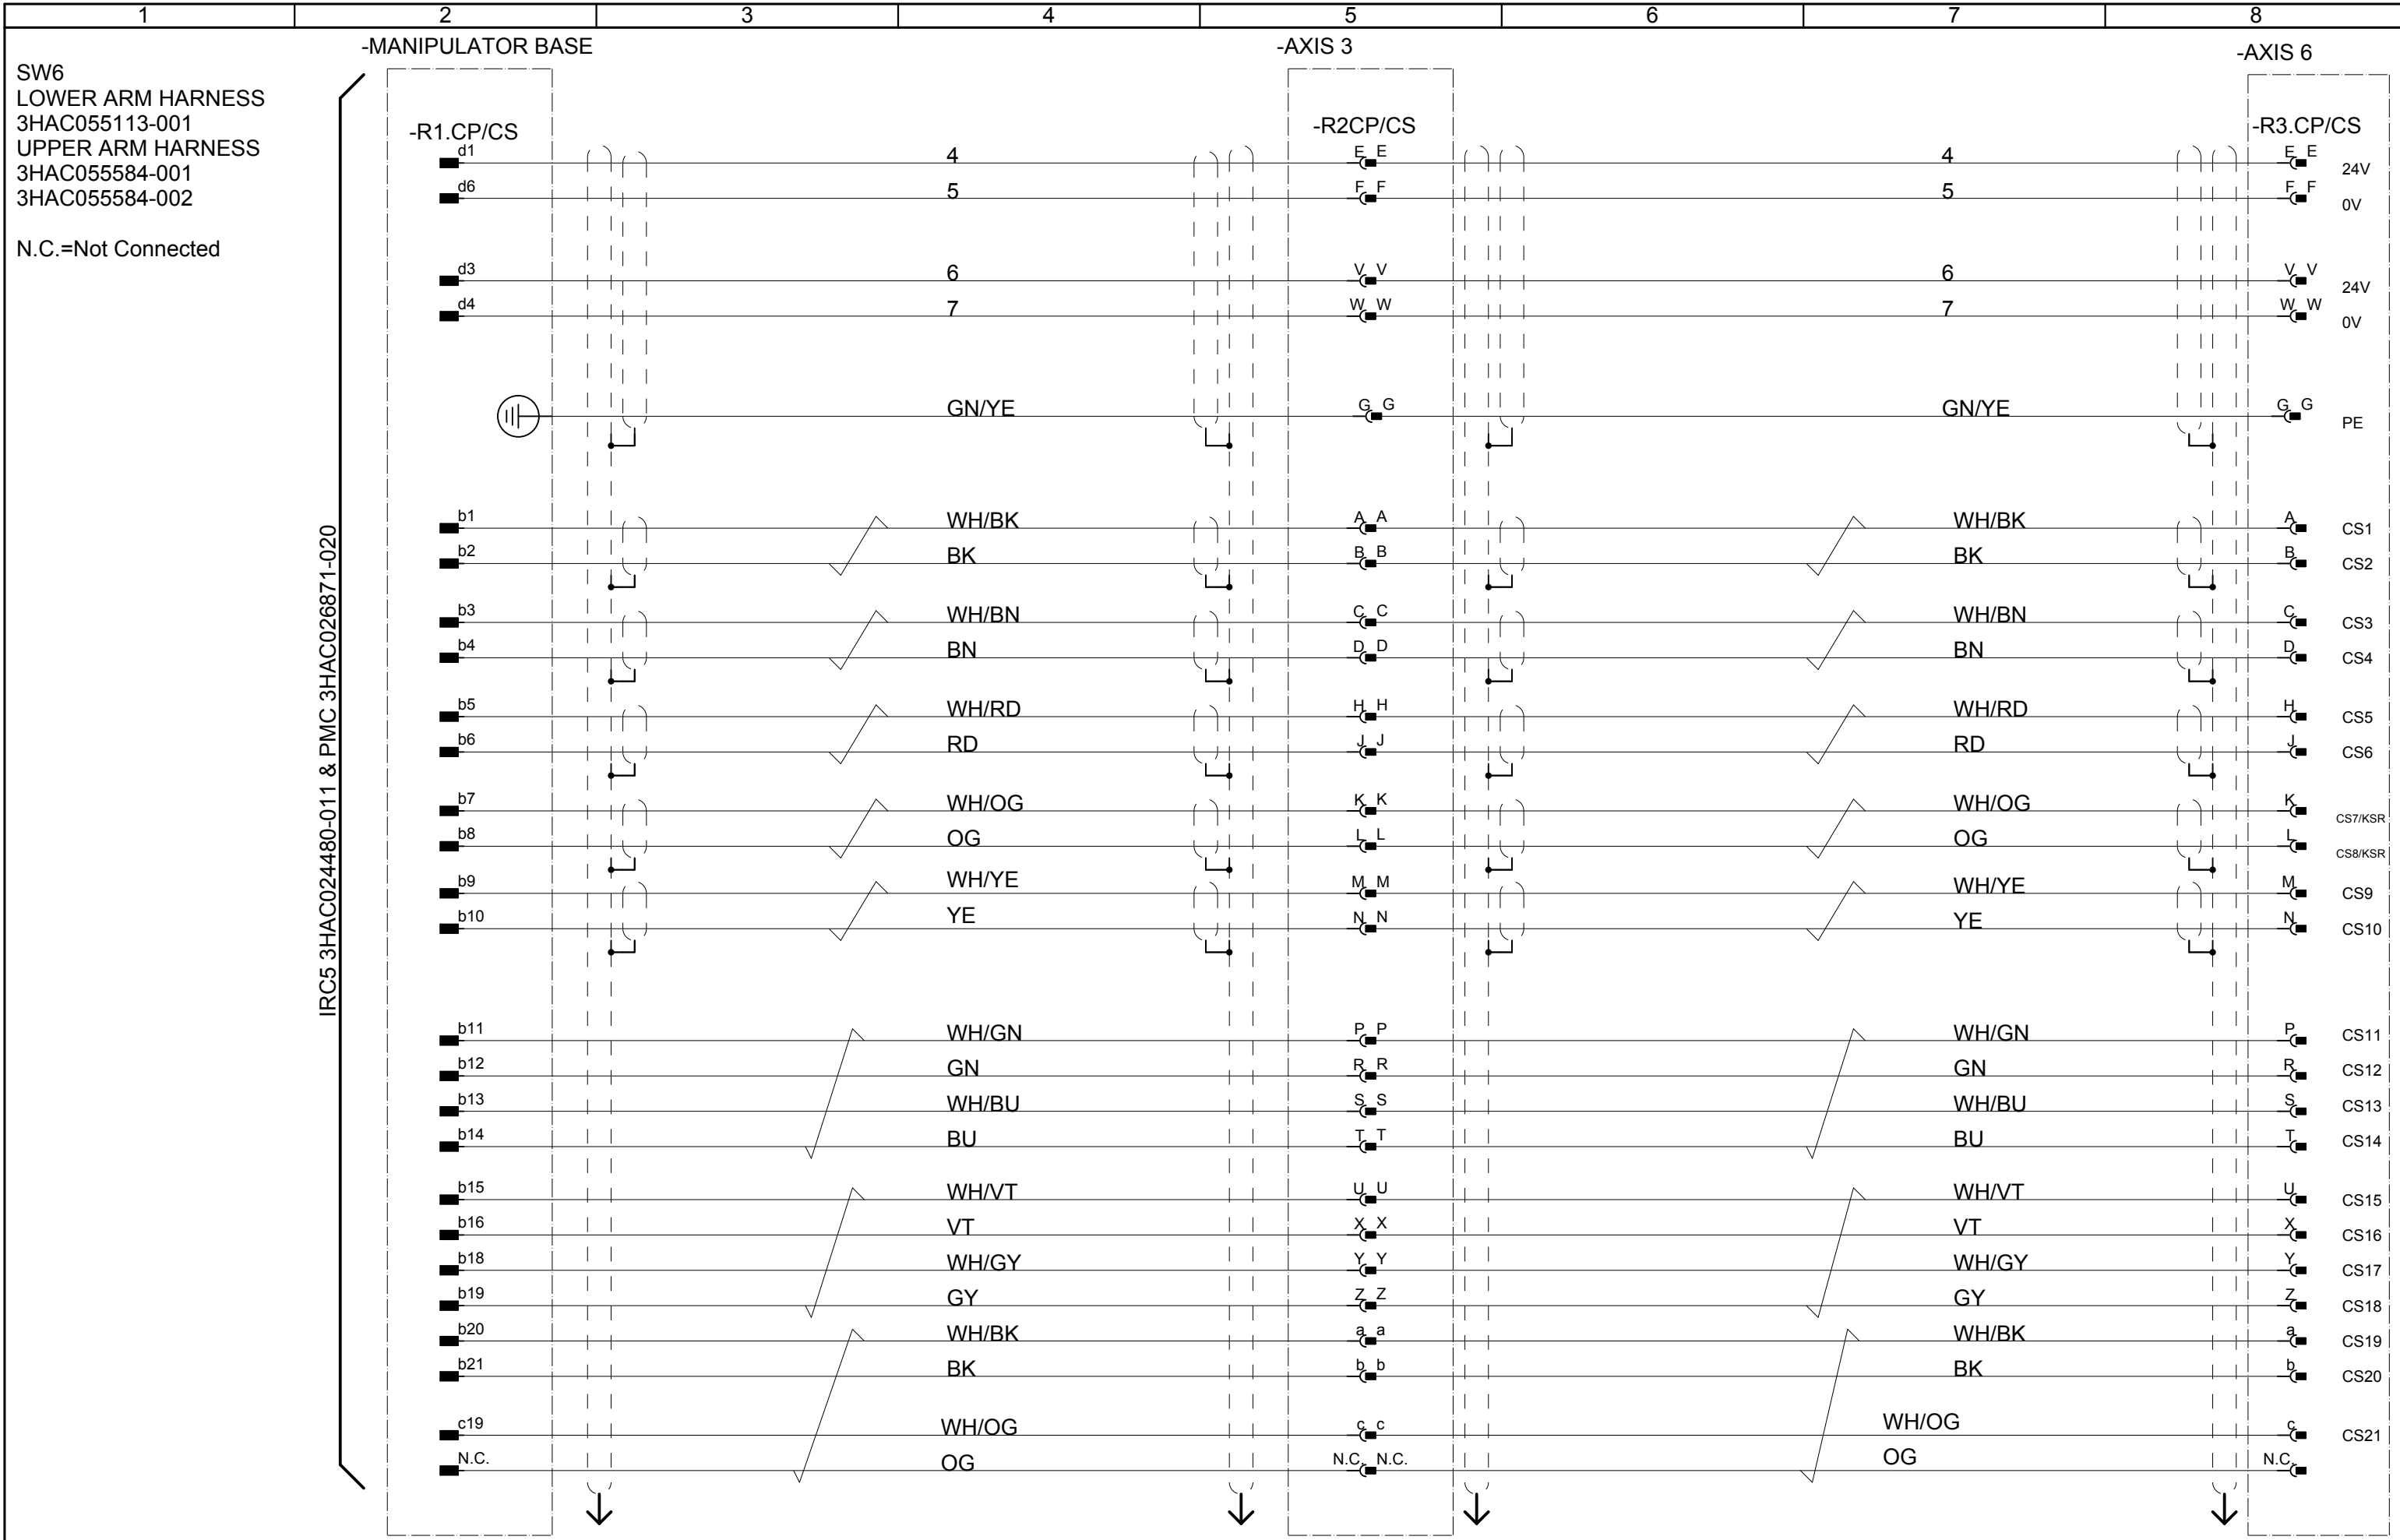 1 2 3 4 5 6 7 8
-MANIPULATOR BASE -AXIS 3 -AXIS 6
SW6
LOWER ARM HARNESS
3HAC055113-001
UPPER ARM HARNESS
3HAC055584-001
3HAC055584-002
N.C.=Not Connected
IRC5 3HAC024480-011 & PMC 3HAC026871-020
-R1.CP/CS -R2CP/CS -R3.CP/CS
d1 4 E E 4 E E 24V
d6 5 F F 5 F F 0V
d3 6 V V 6 V V 24V
d4 7 W W 7 W W 0V
GN/YE G G GN/YE G G PE
b1 WH/BK A A WH/BK A CS1
b2 BK B B BK B CS2
b3 WH/BN C C WH/BN C CS3
b4 BN D D BN D CS4
b5 WH/RD H H WH/RD H CS5
b6 RD J J RD J CS6
b7 WH/OG K K WH/OG K CS7/KSR
b8 OG L L OG L CS8/KSR
b9 WH/YE M M WH/YE M CS9
b10 YE N N YE N CS10
b11 WH/GN P P WH/GN P CS11
b12 GN R R GN R CS12
b13 WH/BU S S WH/BU S CS13
b14 BU T T BU T CS14
b15 WH/VT U U WH/VT U CS15
b16 VT X X VT X CS16
b18 WH/GY Y Y WH/GY Y CS17
b19 GY Z Z GY Z CS18
b20 WH/BK a a WH/BK a CS19
b21 BK b b BK b CS20
c19 WH/OG c c WH/OG c CS21
N.C. OG N.C. N.C. OG N.C.